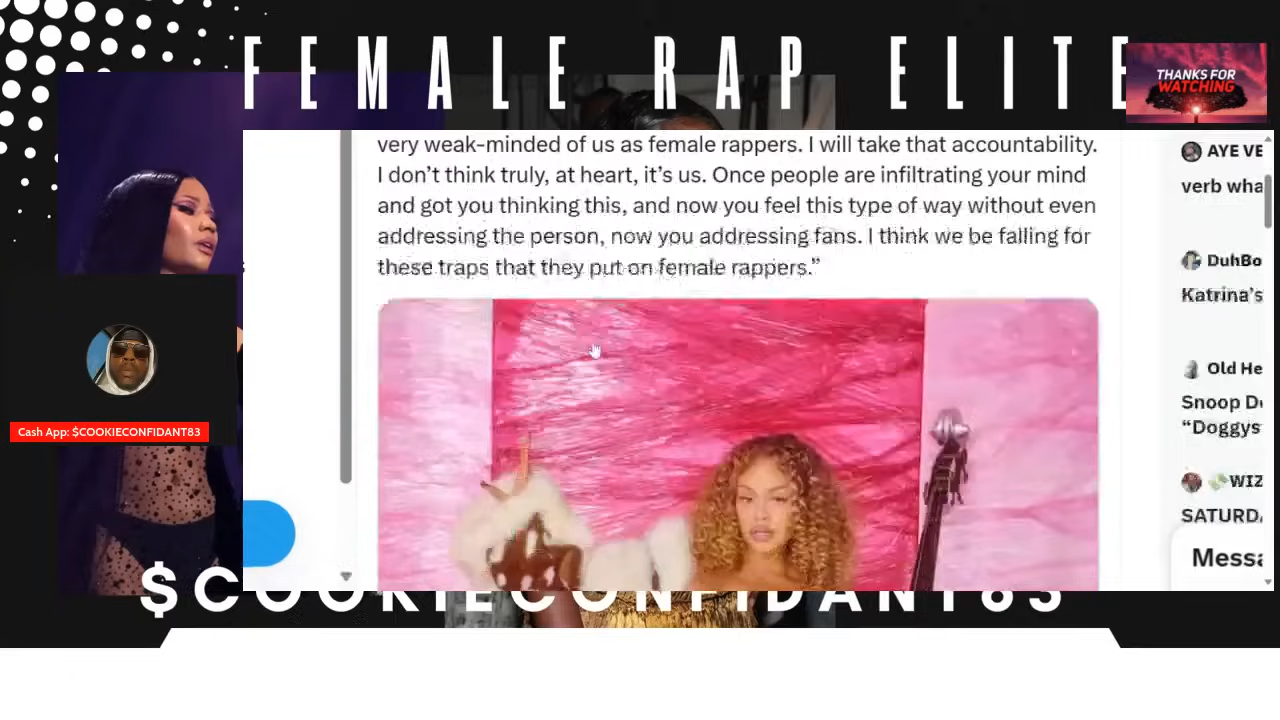 FEMALE RAP ELITE
THANKS FOR
WATCHING
very weak-minded of us as female rappers. I will take that accountability.
I don't think truly, at heart, it's us. Once people are infiltrating your mind
and got you thinking this, and now you feel this type of way without even
addressing the person, now you addressing fans. I think we be falling for
these traps that they put on female rappers."
AYE VE
verb wha
DuhBo
Katrina's
Old He
Snoop D
"Doggys
WIZ
SATURD
Messa
Cash App: $COOKIECONFIDANT83
$COOKIECONFIDANT83